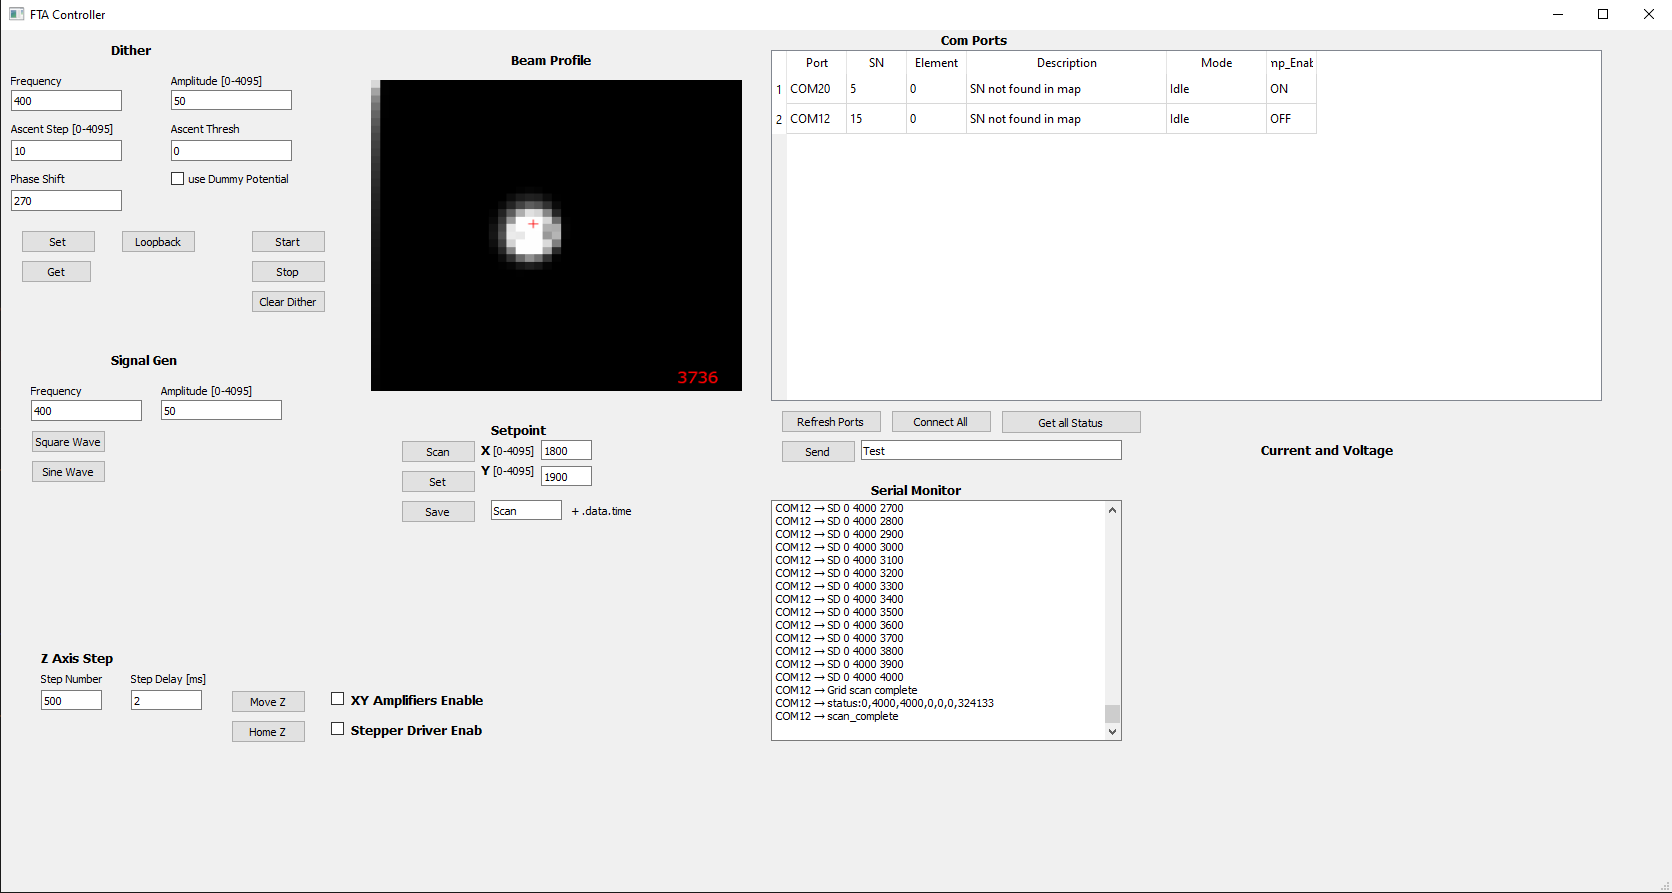 FTA Controller
Dither
Frequency
Amplitude [0-4095]
400
50
Ascent Step [0-4095]
Ascent Thresh
10
0
Phase Shift
use Dummy Potential
270
Set
Loopback
Start
Get
Stop
Clear Dither
Signal Gen
Frequency
Amplitude [0-4095]
400
50
Square Wave
Sine Wave
Z Axis Step
Step Number
Step Delay [ms]
500
2
Move Z
Home Z
XY Amplifiers Enable
Stepper Driver Enab
Beam Profile
3736
Setpoint
Scan
X [0-4095]
1800
Set
Y [0-4095]
1900
Save
Scan
+ .data.time
Com Ports
Port SN Element Description Mode np_Enab
1 COM20 5 0 SN not found in map Idle ON
2 COM12 15 0 SN not found in map Idle OFF
Refresh Ports
Connect All
Get all Status
Send
Test
Current and Voltage
Serial Monitor
COM12 → SD 0 4000 2700
COM12 → SD 0 4000 2800
COM12 → SD 0 4000 2900
COM12 → SD 0 4000 3000
COM12 → SD 0 4000 3100
COM12 → SD 0 4000 3200
COM12 → SD 0 4000 3300
COM12 → SD 0 4000 3400
COM12 → SD 0 4000 3500
COM12 → SD 0 4000 3600
COM12 → SD 0 4000 3700
COM12 → SD 0 4000 3800
COM12 → SD 0 4000 3900
COM12 → SD 0 4000 4000
COM12 → Grid scan complete
COM12 → status:0,4000,4000,0,0,0,324133
COM12 → scan_complete